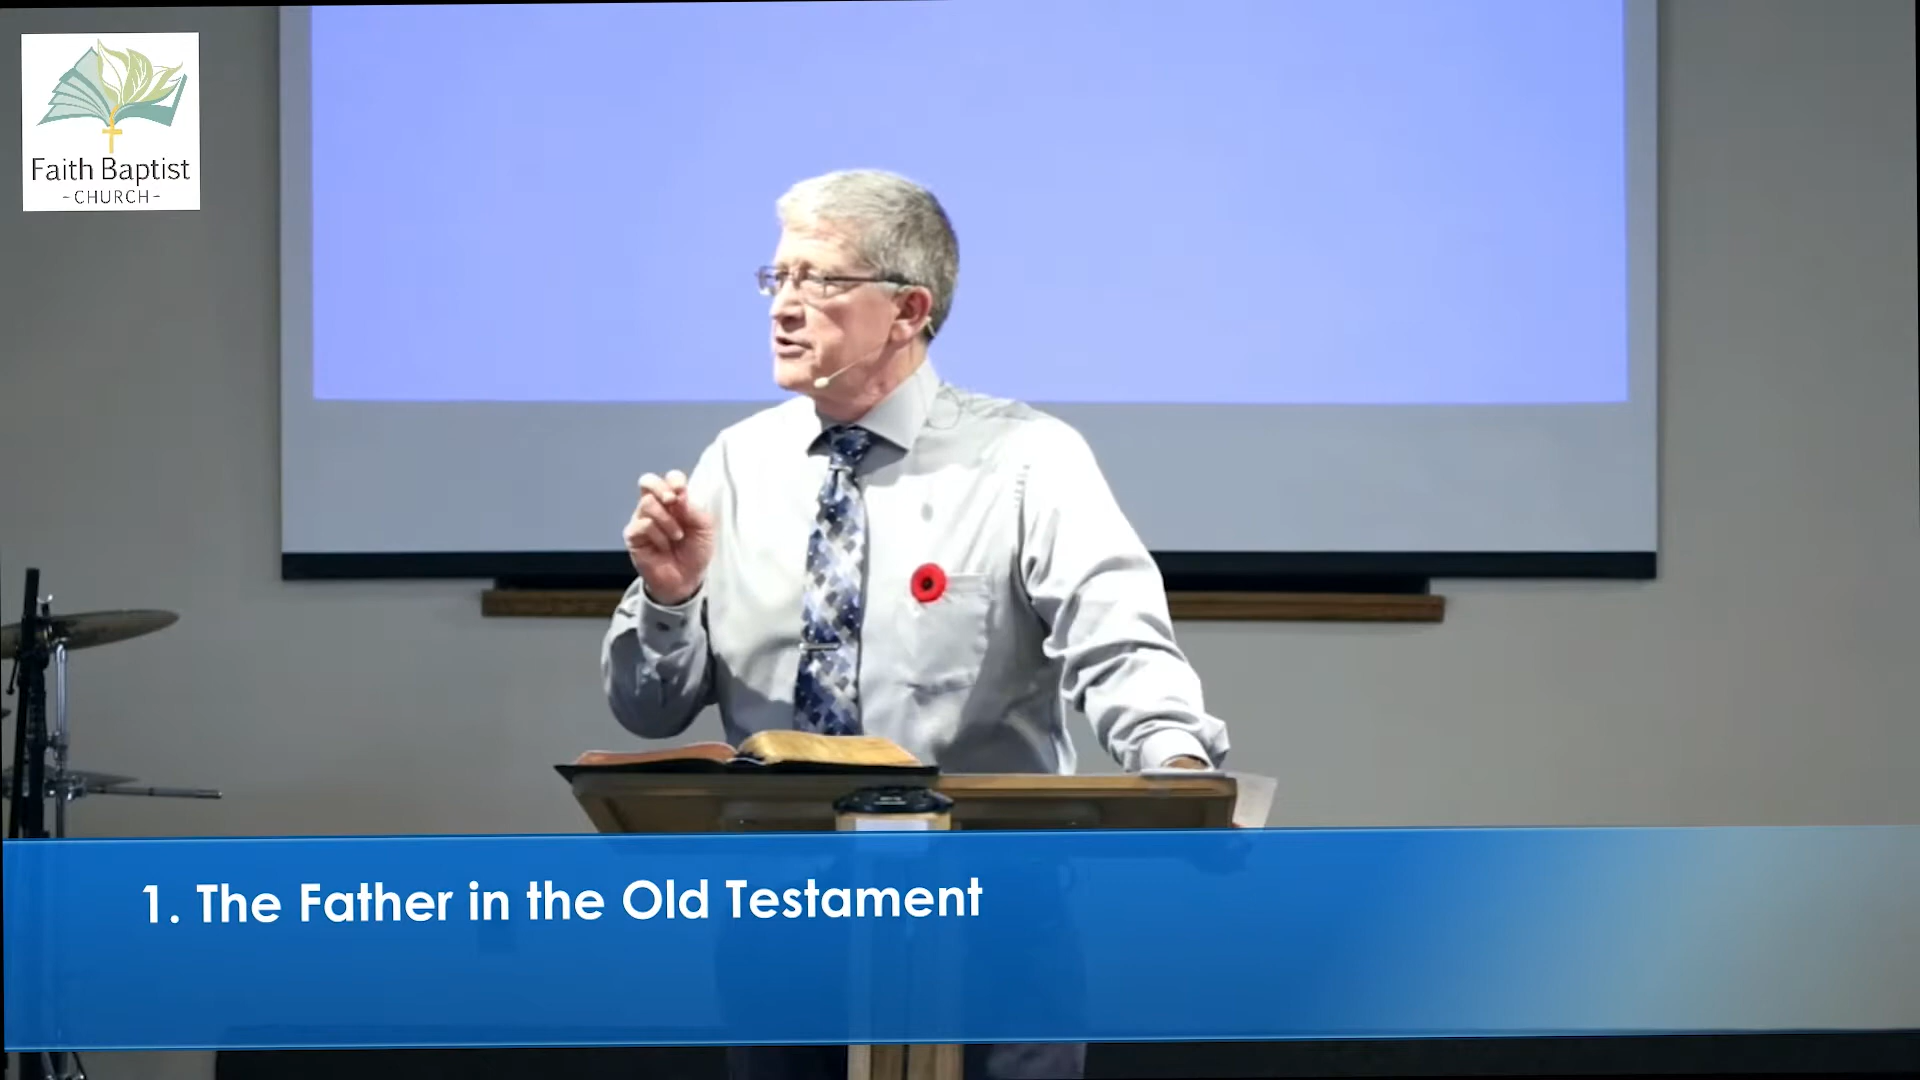 Faith Baptist
-CHURCH-
1. The Father in the Old Testament